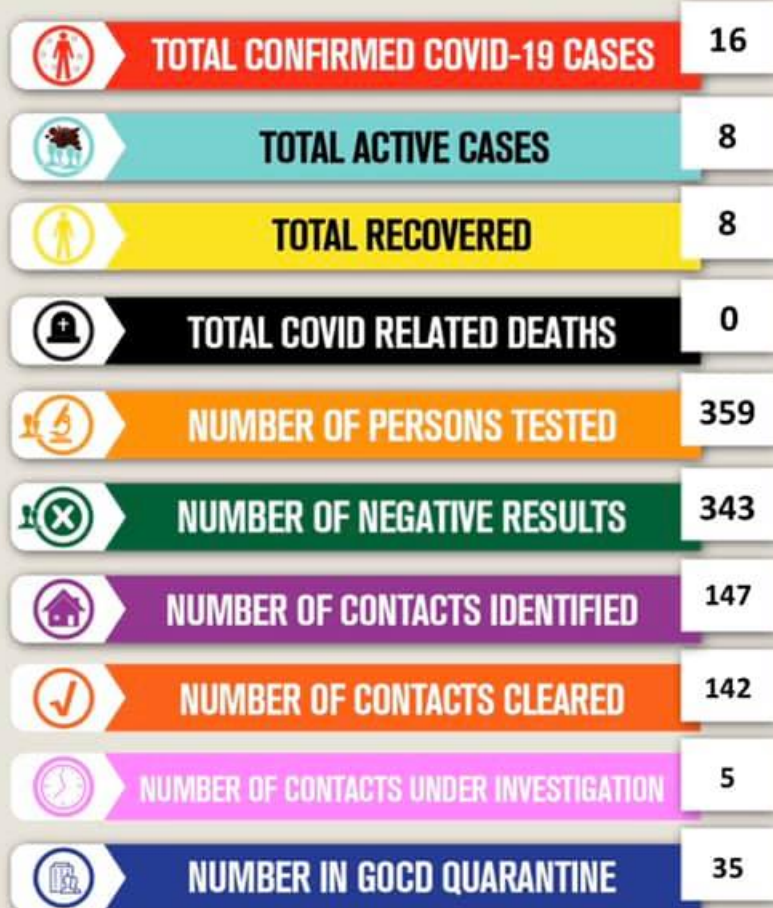 TOTAL CONFIRMED COVID-19 CASES 16
TOTAL ACTIVE CASES 8
TOTAL RECOVERED 8
TOTAL COVID RELATED DEATHS 0
NUMBER OF PERSONS TESTED 359
NUMBER OF NEGATIVE RESULTS 343
NUMBER OF CONTACTS IDENTIFIED 147
NUMBER OF CONTACTS CLEARED 142
NUMBER OF CONTACTS UNDER INVESTIGATION 5
NUMBER IN GOCD QUARANTINE 35